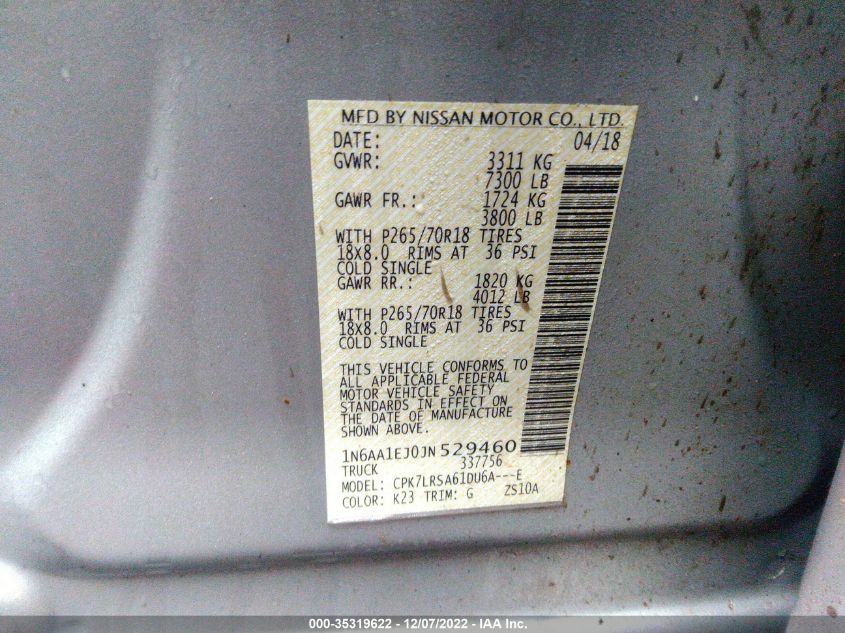 MFD BY NISSAN MOTOR CO., LTD.
DATE: 04/18
GVWR: 3311 KG
7300 LB
GAWR FR.: 1724 KG
3800 LB
WITH P265/70R18 TIRES
18X8.0 RIMS AT 36 PSI
COLD SINGLE
GAWR RR.: 1820 KG
4012 LB
WITH P265/70R18 TIRES
18X8.0 RIMS AT 36 PSI
COLD SINGLE
THIS VEHICLE CONFORMS TO
ALL APPLICABLE FEDERAL
MOTOR VEHICLE SAFETY
STANDARDS IN EFFECT ON
THE DATE OF MANUFACTURE
SHOWN ABOVE.
1N6AA1EJ0JN529460
TRUCK 337756
MODEL: CPK7LRSA61DU6A---E
COLOR: K23 TRIM: G ZS10A
000-35319622 - 12/07/2022 - IAA Inc.